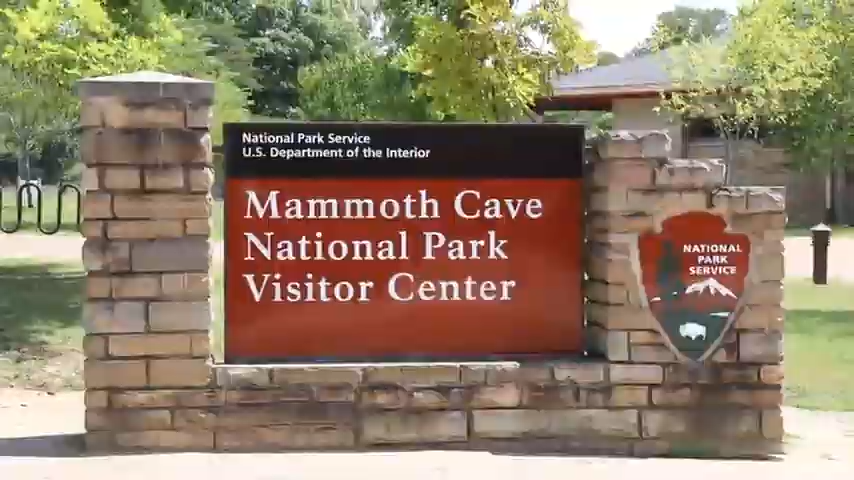 National Park Service
U.S. Department of the Interior
Mammoth Cave
National Park
Visitor Center
NATIONAL
PARK
SERVICE